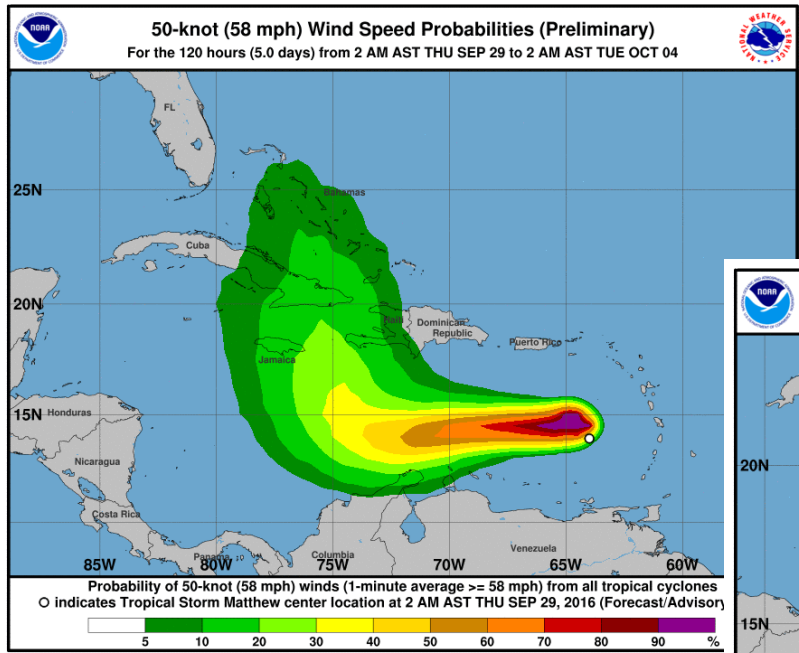 50-knot (58 mph) Wind Speed Probabilities (Preliminary)
For the 120 hours (5.0 days) from 2 AM AST THU SEP 29 to 2 AM AST TUE OCT 04
NOAA
NATIONAL WEATHER SERVICE
FL
25N
Bahamas
Cuba
20N
Haiti
Dominican
Republic
Puerto Rico
Jamaica
15N
Honduras
Nicaragua
Costa Rica
Panama
Columbia
Venezuela
85W 80W 75W 70W 65W 60W
Probability of 50-knot (58 mph) winds (1-minute average >= 58 mph) from all tropical cyclones
O indicates Tropical Storm Matthew center location at 2 AM AST THU SEP 29, 2016 (Forecast/Advisory
5 10 20 30 40 50 60 70 80 90 %
NOAA
20N
15N